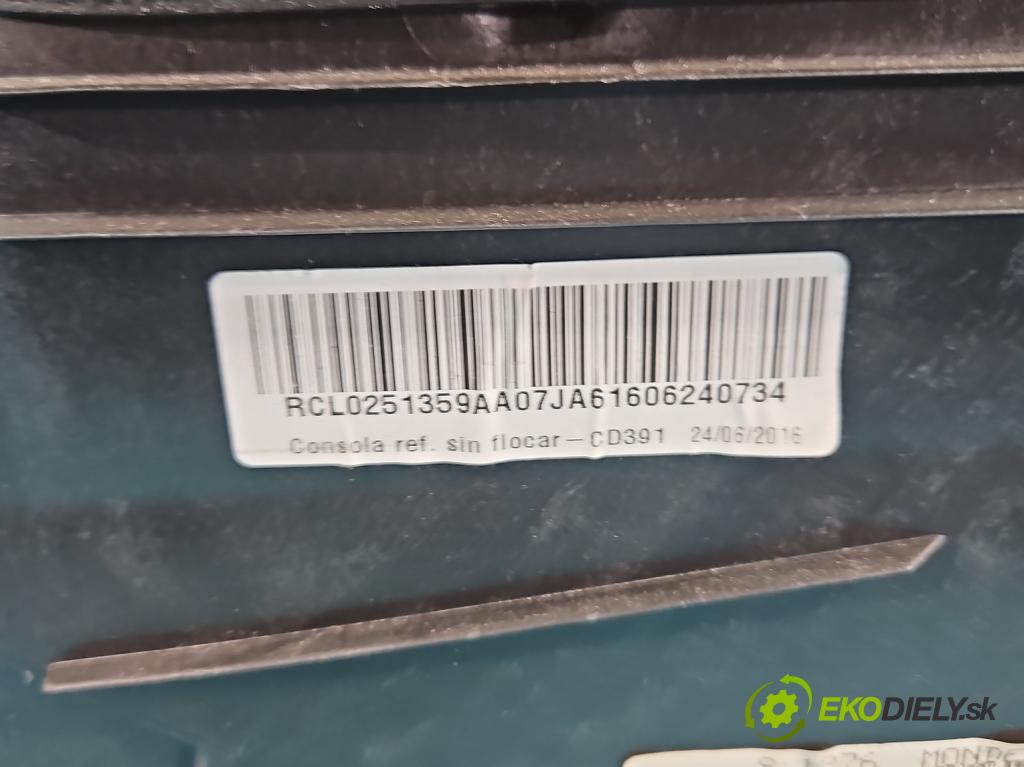 RCL0251359AA07JA61606240734
Consola ref. sin flocar-CD391 24/06/2016
EKODIELY.sk